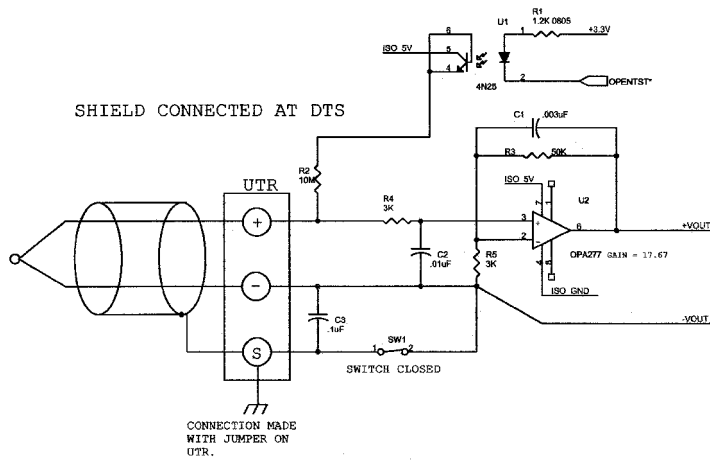 R1
1.2K 0805
U1
6
1
+3.3V
ISO 5V
5
4
2
4N25
OPENTST*
SHIELD CONNECTED AT DTS
C1
.003uF
R3
50K
R2
10M
UTR
ISO 5V
R4
3K
7
1
U2
+
3
+
6
+VOUT
2
-
C2
.01uF
R5
3K
4
8
OPA277 GAIN = 17.67
-
ISO GND
C3
.1uF
-VOUT
SW1
1
2
S
SWITCH CLOSED
CONNECTION MADE
WITH JUMPER ON
UTR.